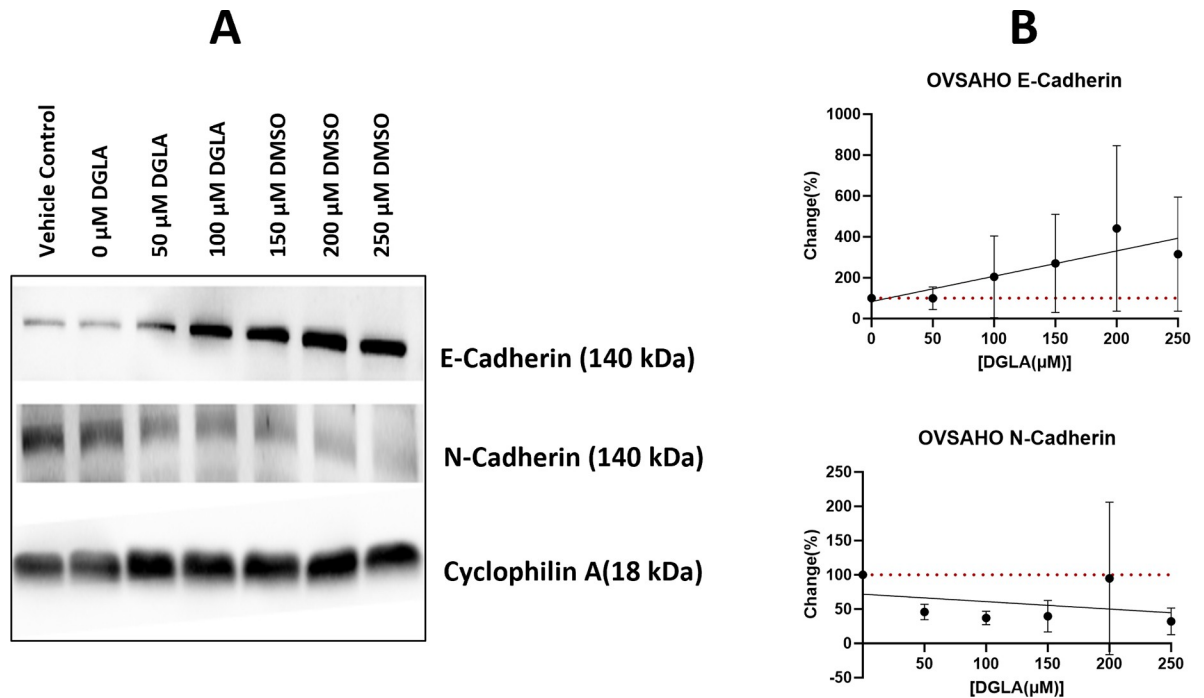 A
Vehicle Control
0 µM DGLA
50 µM DGLA
100 µM DGLA
150 µM DMSO
200 µM DMSO
250 µM DMSO
E-Cadherin (140 kDa)
N-Cadherin (140 kDa)
Cyclophilin A(18 kDa)
B
OVSAHO E-Cadherin
Change(%)
1000
800
600
400
200
0
0 50 100 150 200 250
[DGLA(µM)]
OVSAHO N-Cadherin
Change(%)
250
200
150
100
50
0
-50
50 100 150 200 250
[DGLA(µM)]